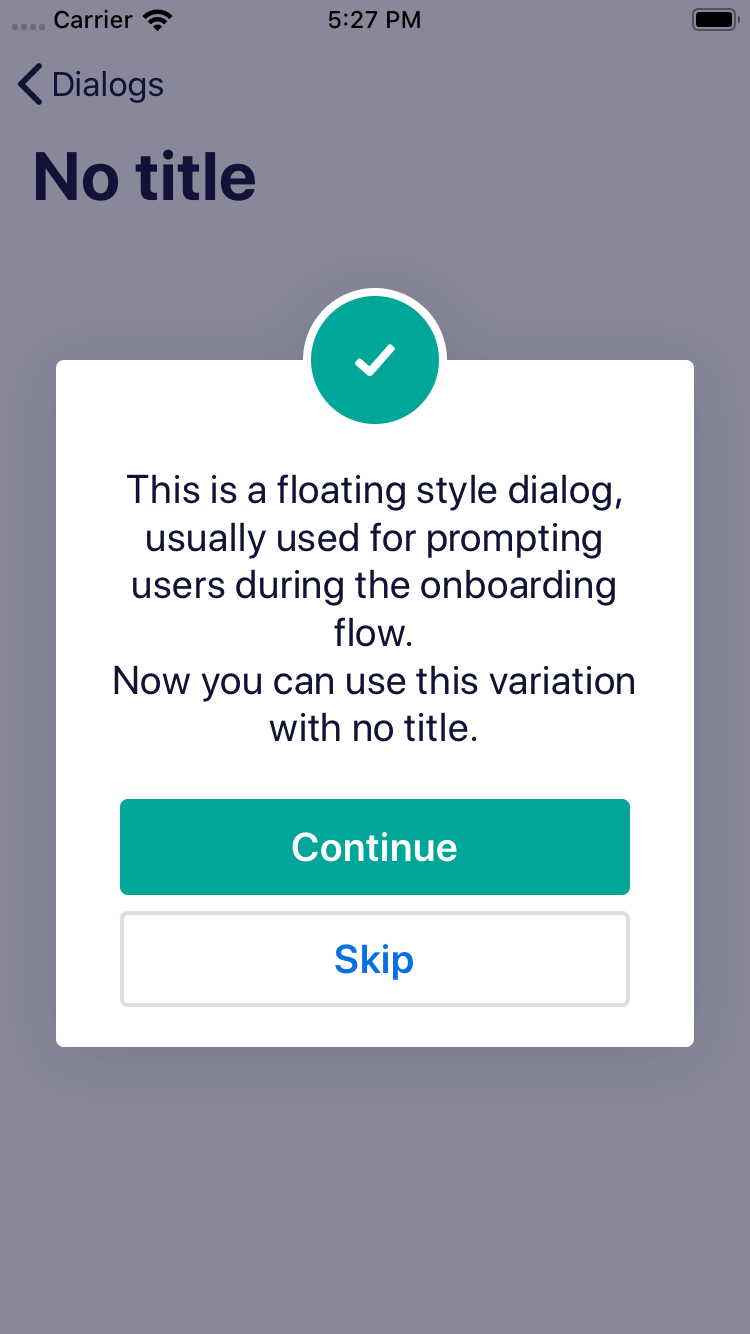 Carrier 5:27 PM
Dialogs
No title
This is a floating style dialog,
usually used for prompting
users during the onboarding
flow.
Now you can use this variation
with no title.
Continue
Skip